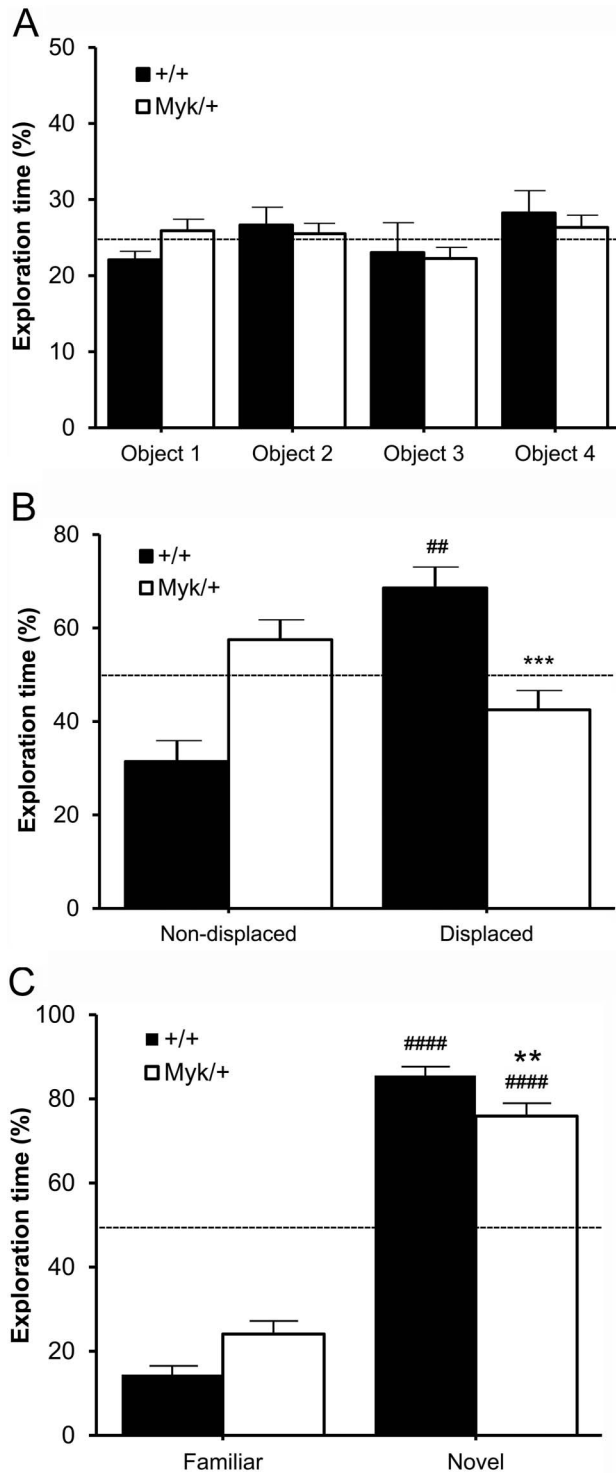 A
50
+/+
Myk/+
40
30
20
10
0
Exploration time (%)
Object 1 Object 2 Object 3 Object 4
B
80
##
+/+
Myk/+
60
***
40
20
0
Exploration time (%)
Non-displaced Displaced
C
100
+/+
####
Myk/+
**
####
80
60
40
20
0
Exploration time (%)
Familiar Novel